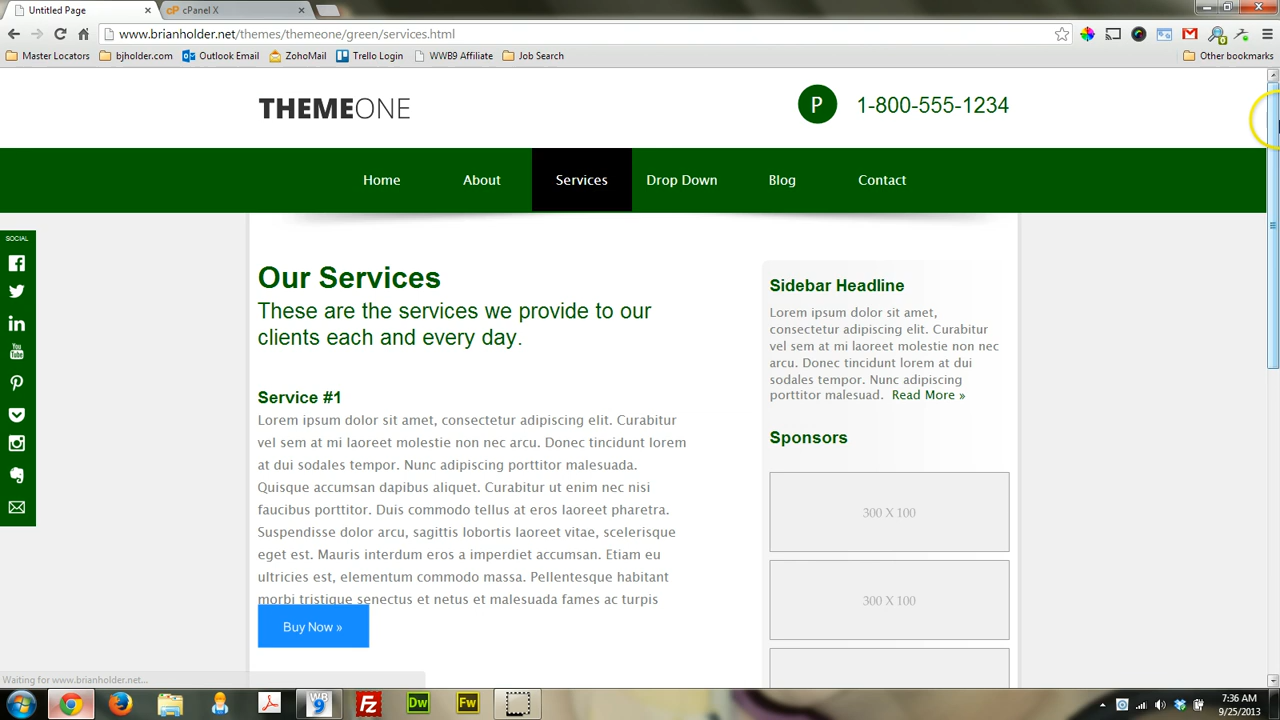 Untitled Page
cPanel X
www.brianholder.net/themes/themeone/green/services.html
Master Locators
bjholder.com
Outlook Email
ZohoMail
Trello Login
WWB9 Affiliate
Job Search
Other bookmarks
THEMEONE
P
1-800-555-1234
Home
About
Services
Drop Down
Blog
Contact
SOCIAL
Our Services
These are the services we provide to our
clients each and every day.
Service #1
Lorem ipsum dolor sit amet, consectetur adipiscing elit. Curabitur
vel sem at mi laoreet molestie non nec arcu. Donec tincidunt lorem
at dui sodales tempor. Nunc adipiscing porttitor malesuada.
Quisque accumsan dapibus aliquet. Curabitur ut enim nec nisi
faucibus porttitor. Duis commodo tellus at eros laoreet pharetra.
Suspendisse dolor arcu, sagittis lobortis laoreet vitae, scelerisque
eget est. Mauris interdum eros a imperdiet accumsan. Etiam eu
ultricies est, elementum commodo massa. Pellentesque habitant
morbi tristique senectus et netus et malesuada fames ac turpis
Buy Now »
Sidebar Headline
Lorem ipsum dolor sit amet,
consectetur adipiscing elit. Curabitur
vel sem at mi laoreet molestie non nec
arcu. Donec tincidunt lorem at dui
sodales tempor. Nunc adipiscing
porttitor malesuad. Read More »
Sponsors
300 X 100
300 X 100
Waiting for brianholder.net...
WB
9
Fz
Dw
Fw
7:36 AM
9/25/2013